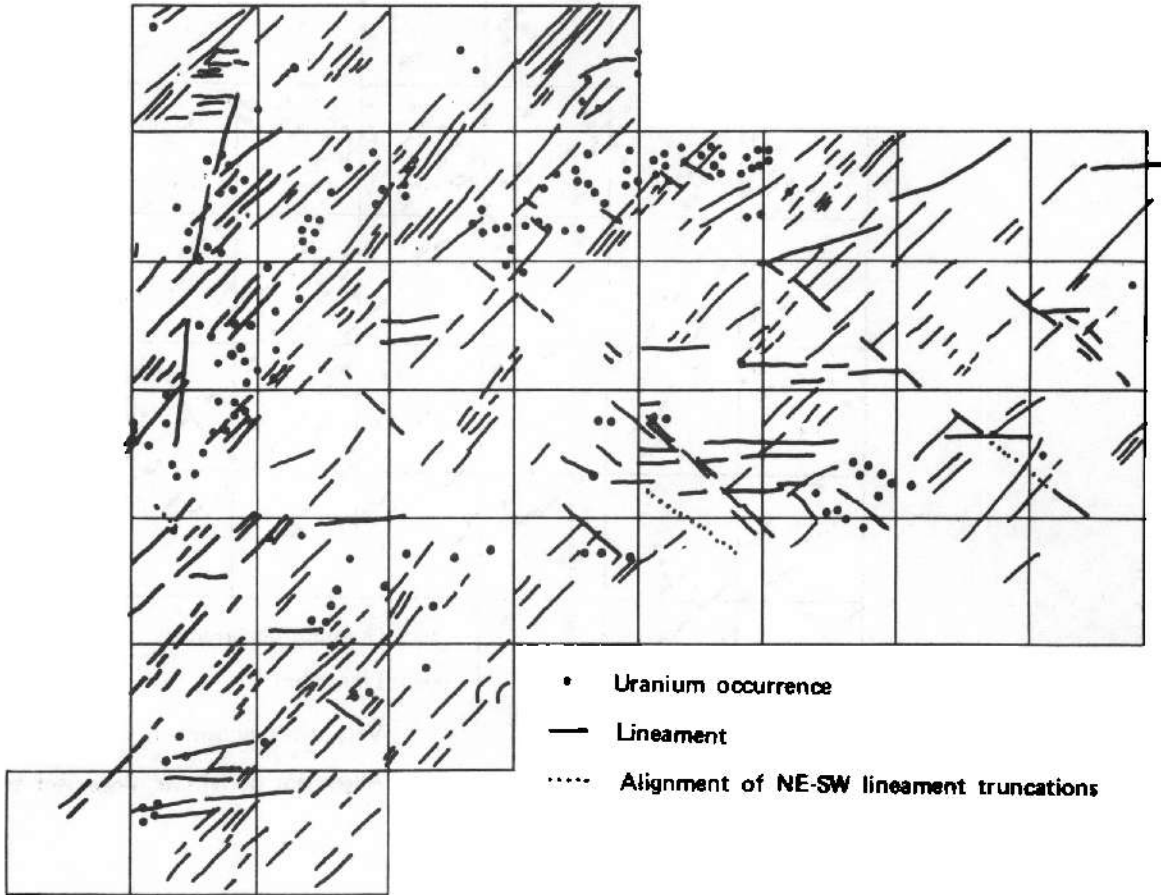 Uranium occurrence
Lineament
Alignment of NE-SW lineament truncations